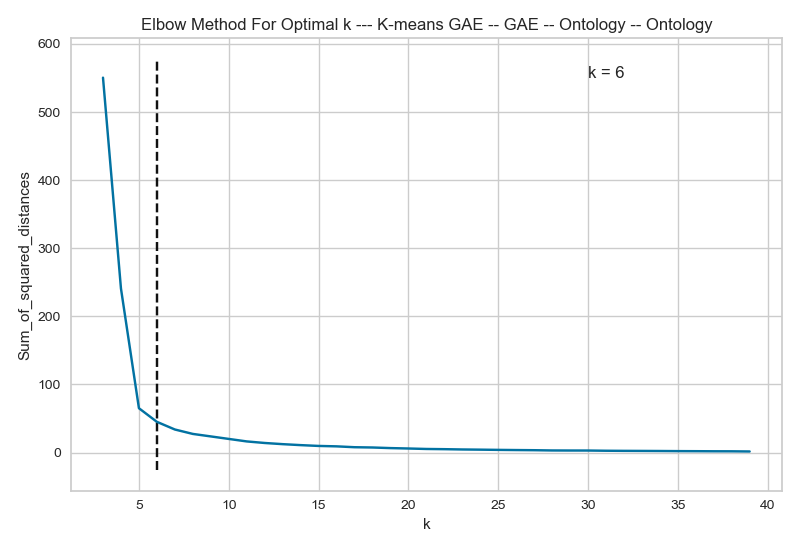 Elbow Method For Optimal k --- K-means GAE -- GAE -- Ontology -- Ontology
k = 6
Sum_of_squared_distances
600
500
400
300
200
100
0
5 10 15 20 25 30 35 40
k